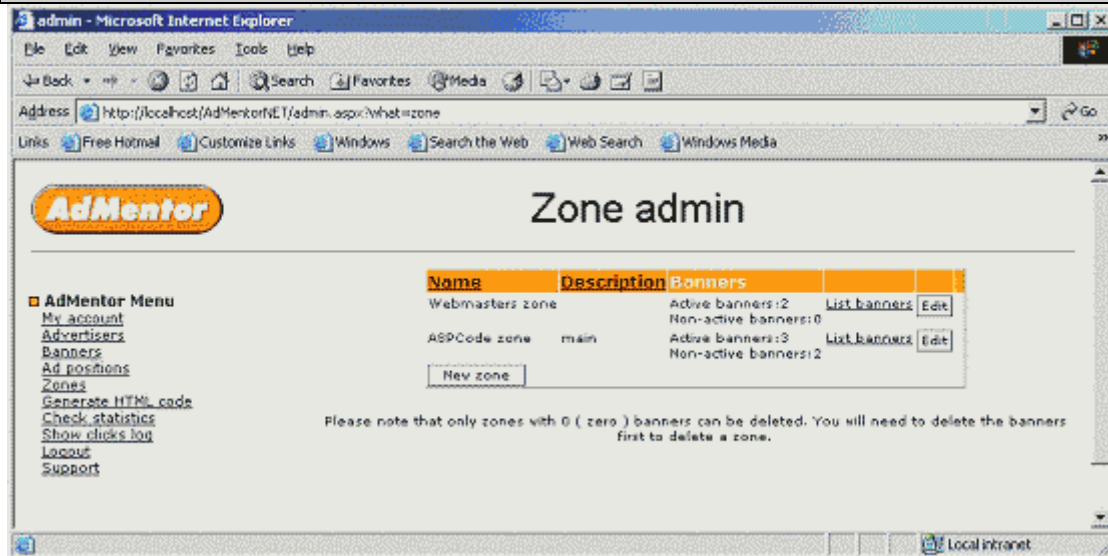 admin - Microsoft Internet Explorer
File Edit View Favorites Tools Help
Back Search Favorites Media
Address http://localhost/AdMentorNET/admin.aspx?what=zone Go
Links Free Hotmail Customize Links Windows Search the Web Web Search Windows Media »
AdMentor Zone admin
Name Description Banners
AdMentor Menu Webmasters zone Active banners:2 List banners Edit
My account Non-active banners:0
Advertisers ASPCode zone main Active banners:3 List banners Edit
Banners Non-active banners:2
Ad positions
Zones New zone
Generate HTML code
Check statistics Please note that only zones with 0 ( zero ) banners can be deleted. You will need to delete the banners
Show clicks log first to delete a zone.
Logout
Support
Local intranet